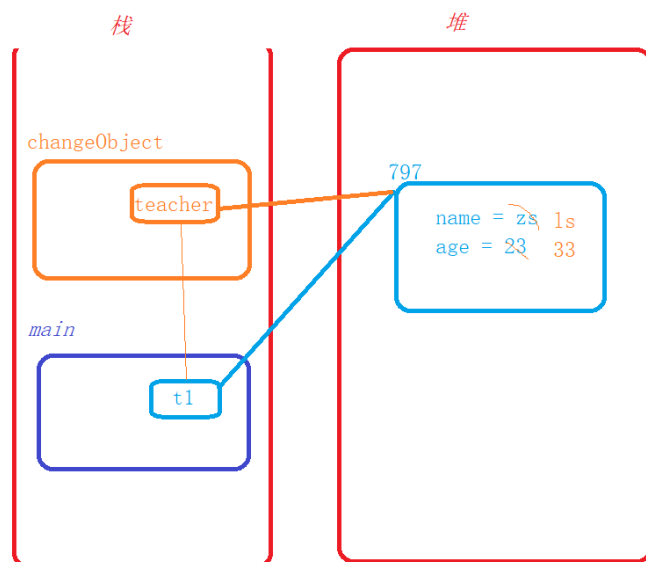 栈
堆
changeObject
teacher
797
name = zs ls
age = 23 33
main
t1